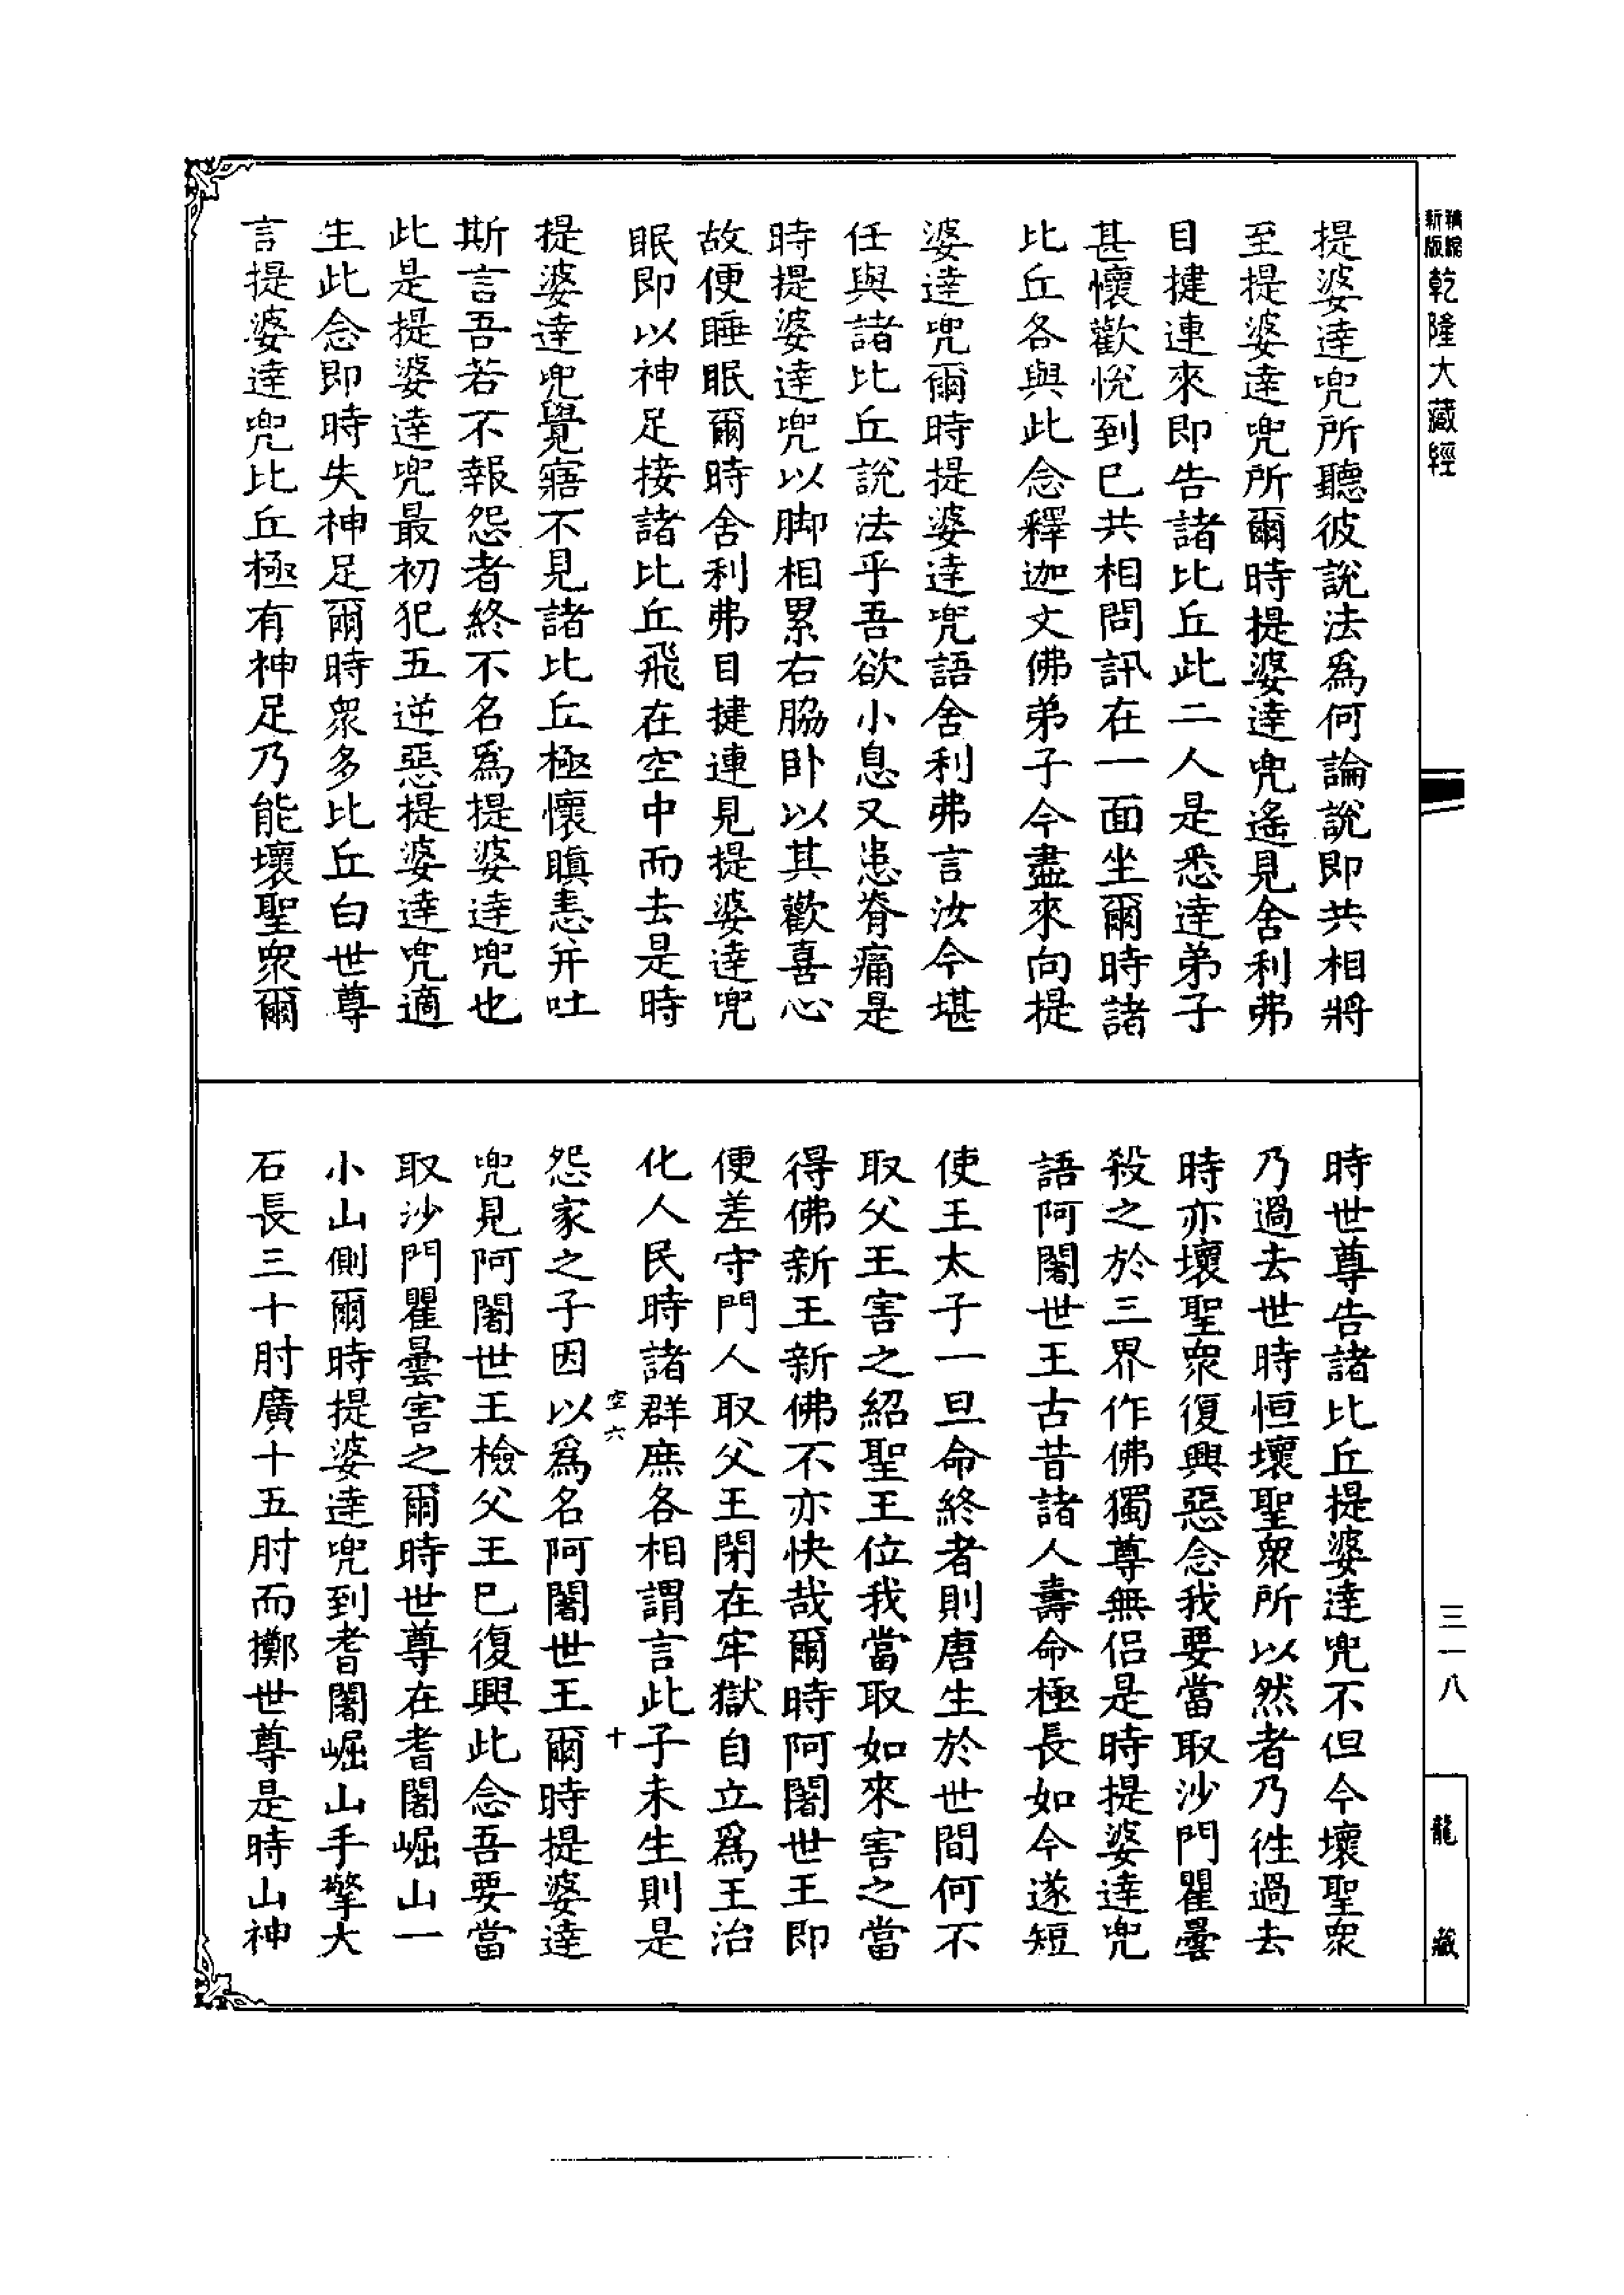 新版
精縮
乾隆大藏經
三一八
龍藏
提婆達兜所聽彼說法爲何論說即共相將
至提婆達兜所爾時提婆達兜遙見舍利弗
目揵連來即告諸比丘此二人是悉達弟子
甚懷歡悅到已共相問訊在一面坐爾時諸
比丘各與此念釋迦文佛弟子今盡來向提
婆達兜爾時提婆達兜語舍利弗言汝今堪
任與諸比丘說法乎吾欲小息又患脊痛是
時提婆達兜以脚相累右脇卧以其歡喜心
故便睡眠爾時舍利弗目揵連見提婆達兜
眠即以神足接諸比丘飛在空中而去是時
提婆達兜覺寤不見諸比丘極懷瞋恚并吐
斯言吾若不報怨者終不名爲提婆達兜也
此是提婆達兜最初犯五逆惡提婆達兜適
生此念即時失神足爾時衆多比丘白世尊
言提婆達兜比丘極有神足乃能壞聖衆爾
時世尊告諸比丘提婆達兜不但今壞聖衆
乃過去世時恒壞聖衆所以然者乃徃過去
時亦壞聖衆復興惡念我要當取沙門瞿曇
殺之於三界作佛獨尊無侶是時提婆達兜
語阿闍世王古昔諸人壽命極長如今遂短
使王太子一旦命終者則唐生於世間何不
取父王害之紹聖王位我當取如來害之當
得佛新王新佛不亦快哉爾時阿闍世王即
便差守門人取父王閉在牢獄自立爲王治
化人民時諸群庶各相謂言此子未生則是
空六
十
怨家之子因以爲名阿闍世王爾時提婆達
兜見阿闍世王檢父王已復興此念吾要當
取沙門瞿曇害之爾時世尊在耆闍崛山一
小山側爾時提婆達兜到耆闍崛山手擎大
石長三十肘廣十五肘而擲世尊是時山神